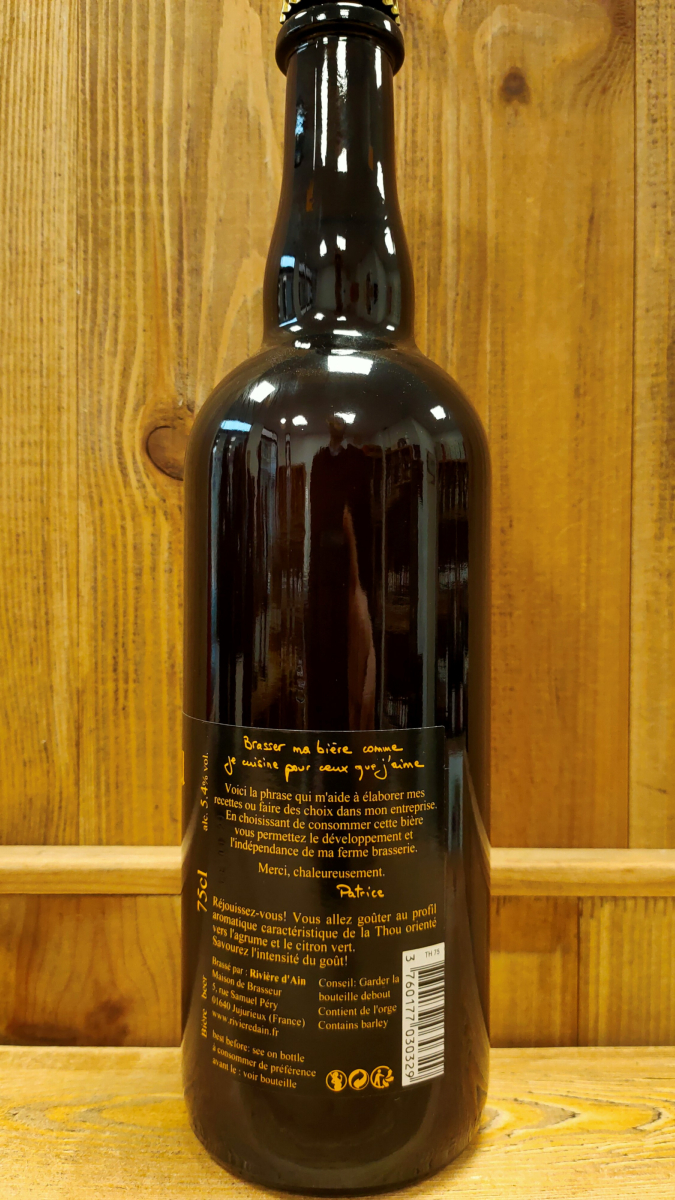 Brasser ma bière comme
je cuisine pour ceux que j'aime
Voici la phrase qui m'aide à élaborer mes
recettes ou faire des choix dans mon entreprise.
En choisissant de consommer cette bière
vous permettez le développement et
l'indépendance de ma ferme brasserie.
Merci, chaleureusement.
Patrice
Réjouissez-vous! Vous allez goûter au profil
aromatique caractéristique de la Thou orienté
vers l'agrume et le citron vert.
Savourez l'intensité du goût!
Brassé par : Rivière d'Ain
Maison de Brasseur
5, rue Samuel Péry
01640 Jujurieux (France)
www.rivieredain.fr
best before: see on bottle
à consommer de préférence
avant le : voir bouteille
Conseil: Garder la
bouteille debout
Contient de l'orge
Contains barley
TH 75
3 760177 030329
Bière beer
75cl
alc. 5.4% vol.